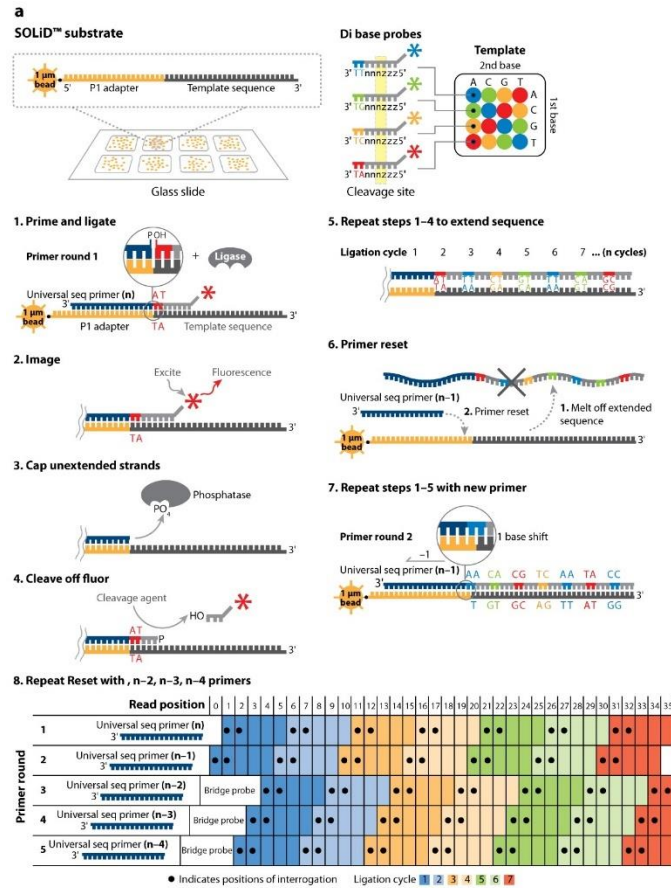 a
SOLiD™ substrate
1 µm bead
5'
P1 adapter
Template sequence
3'
Glass slide
Di base probes
3' TTnnnzzz5'
3' TGnnnzzz5'
3' TCnnnzzz5'
3' TAnnnzzz5'
Cleavage site
Template
2nd base
A C G T
A
C
G
T
1st base
1. Prime and ligate
Primer round 1
P OH
+
Ligase
Universal seq primer (n)
3'
AT
1 µm bead
P1 adapter
TA
Template sequence
3'
2. Image
Excite
Fluorescence
TA
3'
3. Cap unextended strands
Phosphatase
PO4
3'
4. Cleave off fluor
Cleavage agent
HO
AT
P
TA
3'
5. Repeat steps 1–4 to extend sequence
Ligation cycle 1 2 3 4 5 6 7 ... (n cycles)
3'
6. Primer reset
Universal seq primer (n–1)
3'
2. Primer reset
1. Melt off extended sequence
1 µm bead
3'
7. Repeat steps 1–5 with new primer
Primer round 2
1 base shift
–1
Universal seq primer (n–1)
3'
AA CA CG TC AA TA CC
1 µm bead
T GT GC AG TT AT GG
3'
8. Repeat Reset with , n–2, n–3, n–4 primers
Read position
0 1 2 3 4 5 6 7 8 9 10 11 12 13 14 15 16 17 18 19 20 21 22 23 24 25 26 27 28 29 30 31 32 33 34 35
Primer round
1 Universal seq primer (n)
3'
2 Universal seq primer (n–1)
3'
3 Universal seq primer (n–2)
3'
Bridge probe
4 Universal seq primer (n–3)
3'
Bridge probe
5 Universal seq primer (n–4)
3'
Bridge probe
● Indicates positions of interrogation
Ligation cycle 1 2 3 4 5 6 7